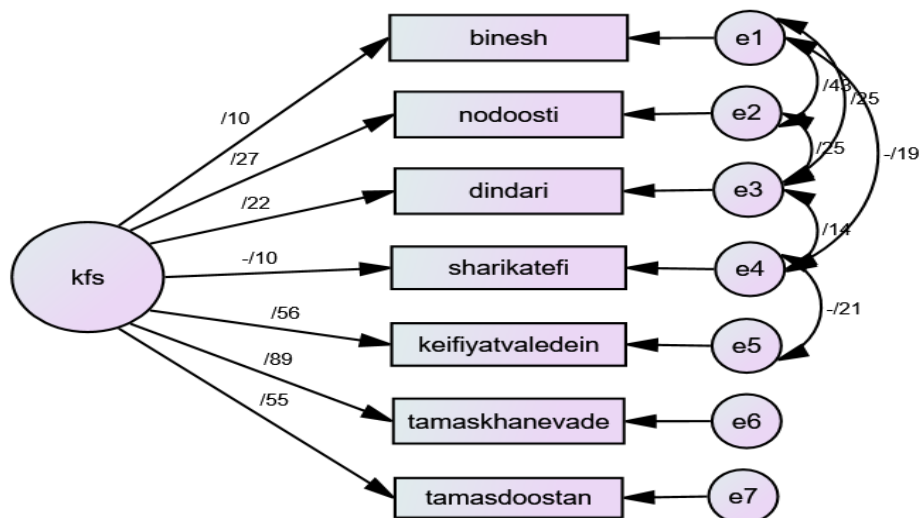 binesh
e1
/10
/43
/25
nodoosti
e2
/27
/25
-/19
dindari
e3
/22
/14
kfs
-/10
sharikatefi
e4
/56
-/21
keifiyatvaledein
e5
/89
/55
tamaskhanevade
e6
tamasdoostan
e7